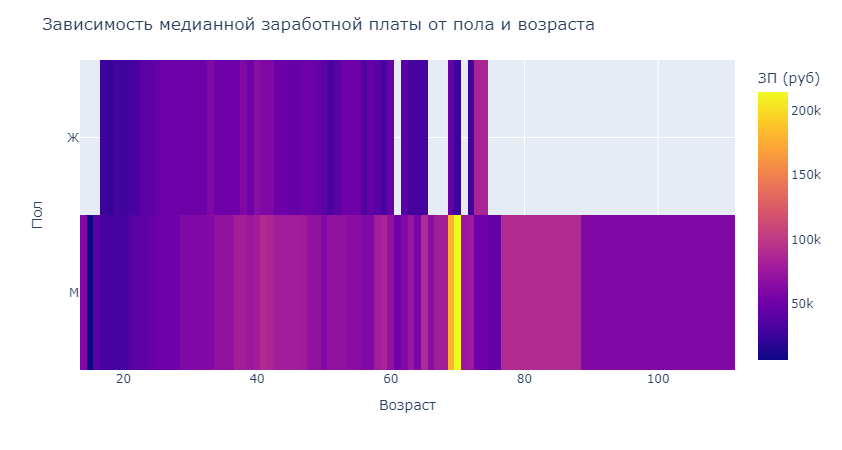 Зависимость медианной заработной платы от пола и возраста
ЗП (руб)
200k
150k
100k
50k
Ж
М
Пол
20
40
60
80
100
Возраст